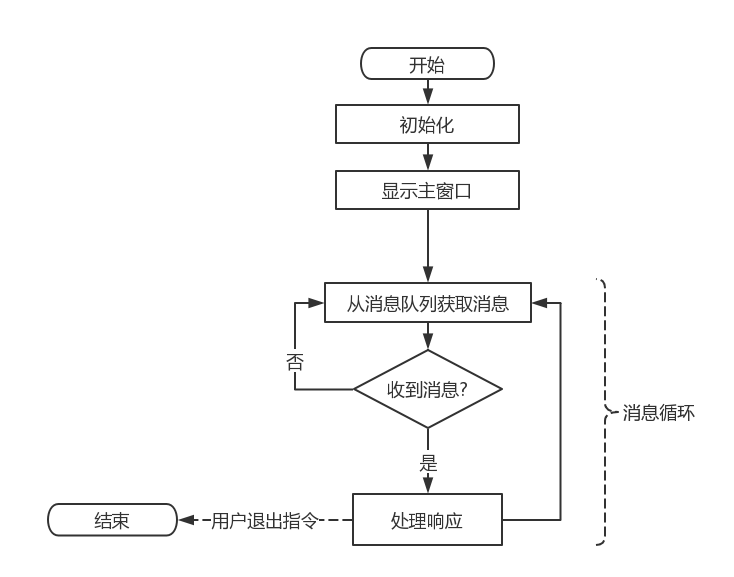 开始
初始化
显示主窗口
从消息队列获取消息
否
收到消息?
消息循环
是
结束
用户退出指令
处理响应